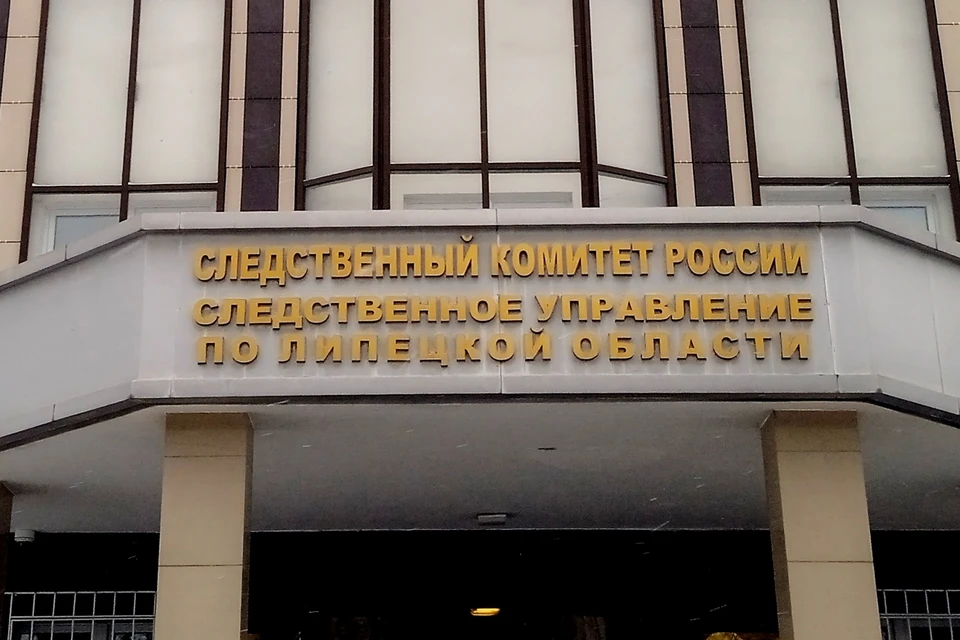 СЛЕДСТВЕННЫЙ КОМИТЕТ РОССИИ
СЛЕДСТВЕННОЕ УПРАВЛЕНИЕ
ПО ЛИПЕЦКОЙ ОБЛАСТИ